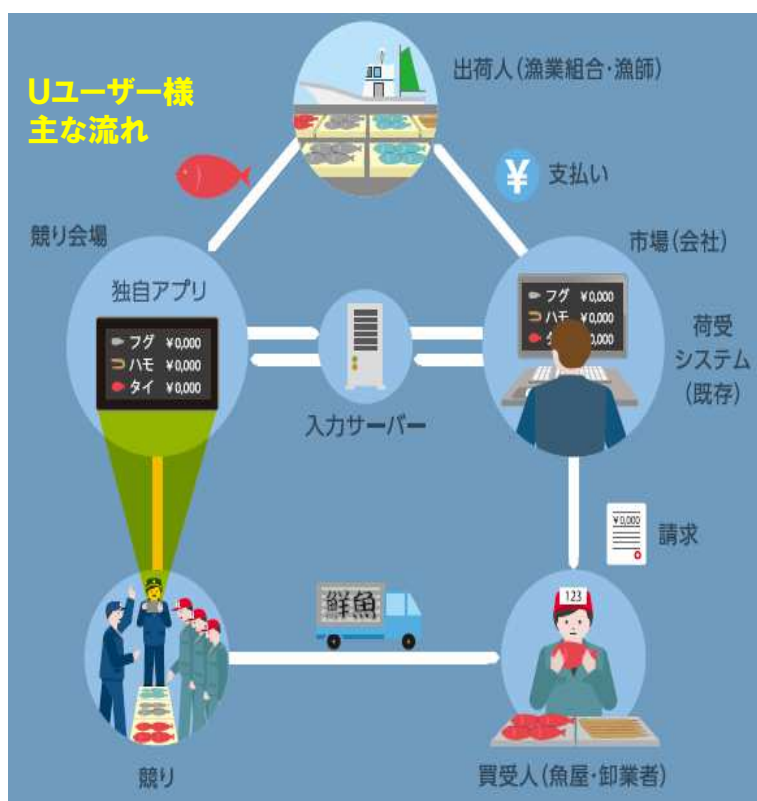 Uユーザー様
主な流れ
出荷人(漁業組合・漁師)
¥ 支払い
競り会場
市場(会社)
独自アプリ
フグ ¥0,000
ハモ ¥0,000
タイ ¥0,000
フグ ¥0,000
ハモ ¥0,000
¥0,000
荷受
システム
(既存)
入力サーバー
¥0,000
請求
鮮魚
123
競り
買受人(魚屋・卸業者)